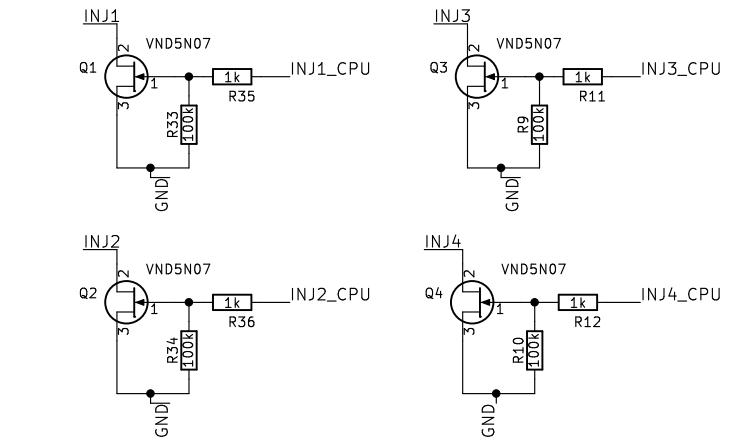 INJ1
2
VND5N07
Q1
1
1k
INJ1_CPU
R35
3
R33
100k
GND
INJ3
2
VND5N07
Q3
1
1k
INJ3_CPU
R11
3
R9
100k
GND
INJ2
2
VND5N07
Q2
1
1k
INJ2_CPU
R36
3
R34
100k
GND
INJ4
2
VND5N07
Q4
1
1k
INJ4_CPU
R12
3
R10
100k
GND